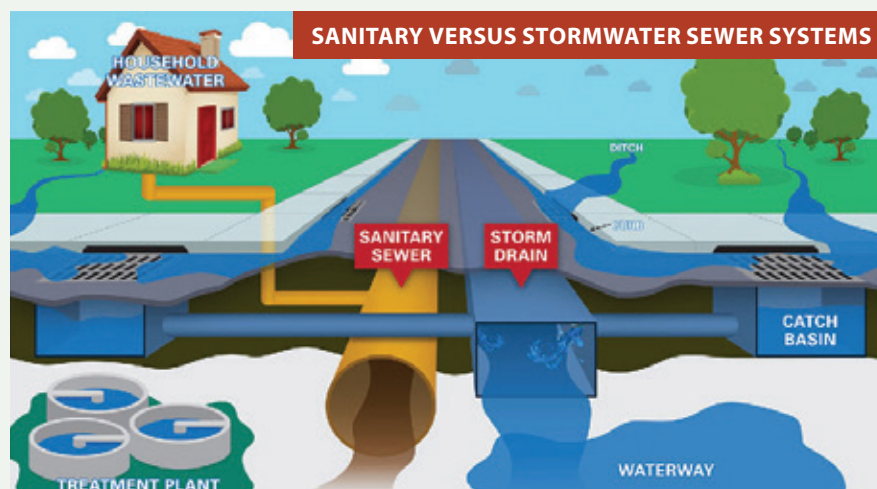 SANITARY VERSUS STORMWATER SEWER SYSTEMS
HOUSEHOLD
WASTEWATER
DITCH
SANITARY
SEWER
STORM
DRAIN
CATCH
BASIN
TREATMENT PLANT
WATERWAY